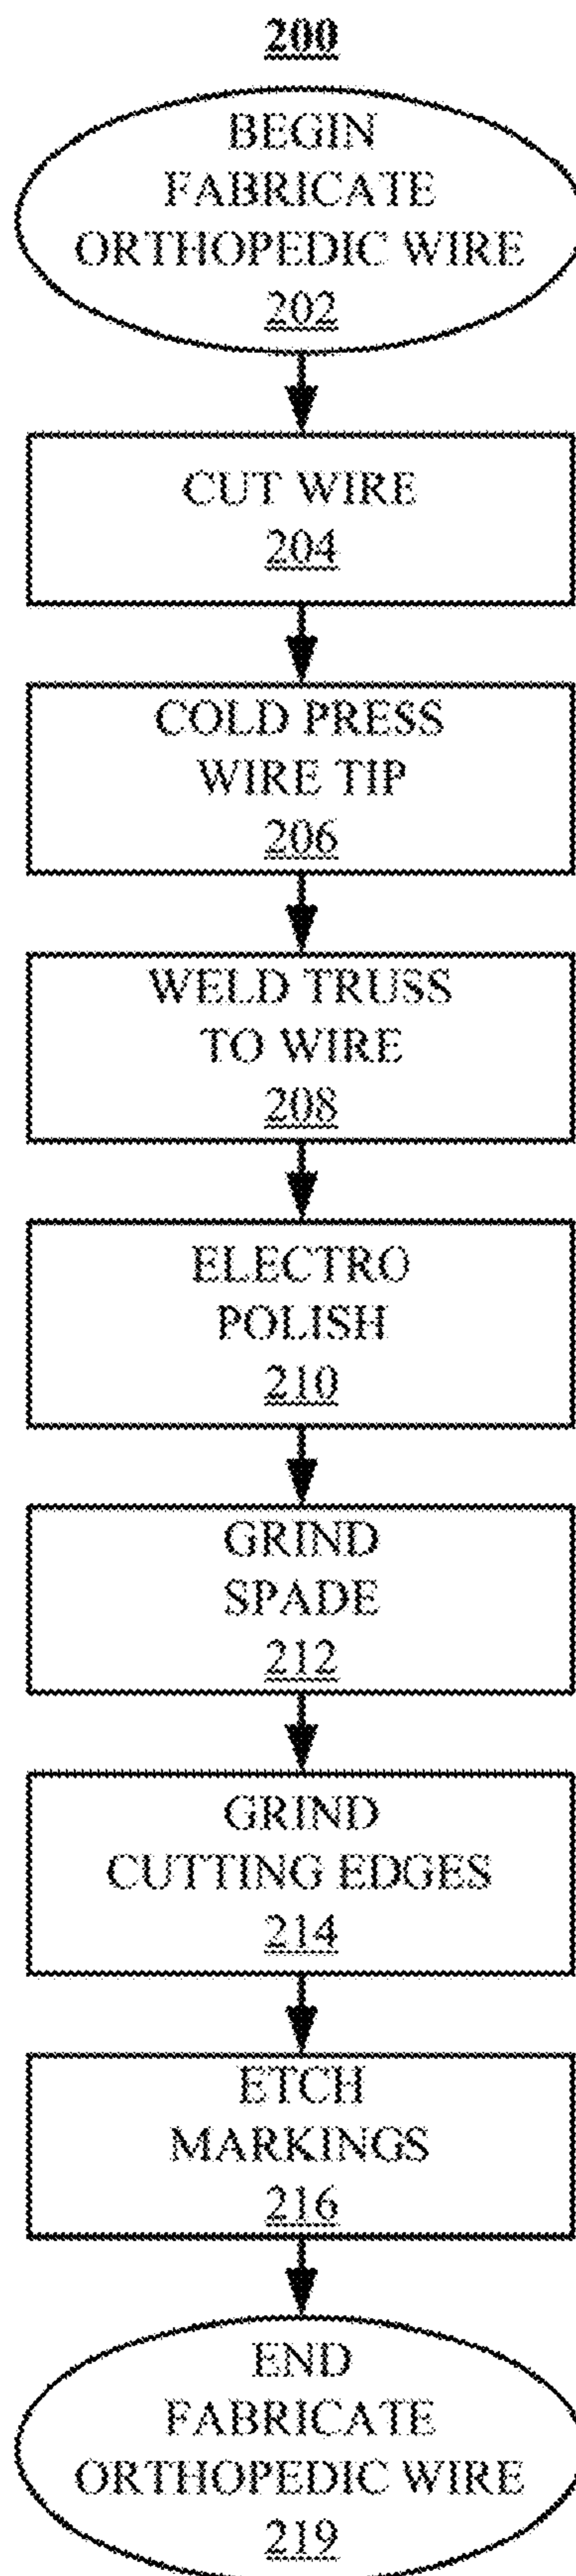 200
BEGIN
FABRICATE
ORTHOPEDIC WIRE
202
CUT WIRE
204
COLD PRESS
WIRE TIP
206
WELD TRUSS
TO WIRE
208
ELECTRO
POLISH
210
GRIND
SPADE
212
GRIND
CUTTING EDGES
214
ETCH
MARKINGS
216
END
FABRICATE
ORTHOPEDIC WIRE
219